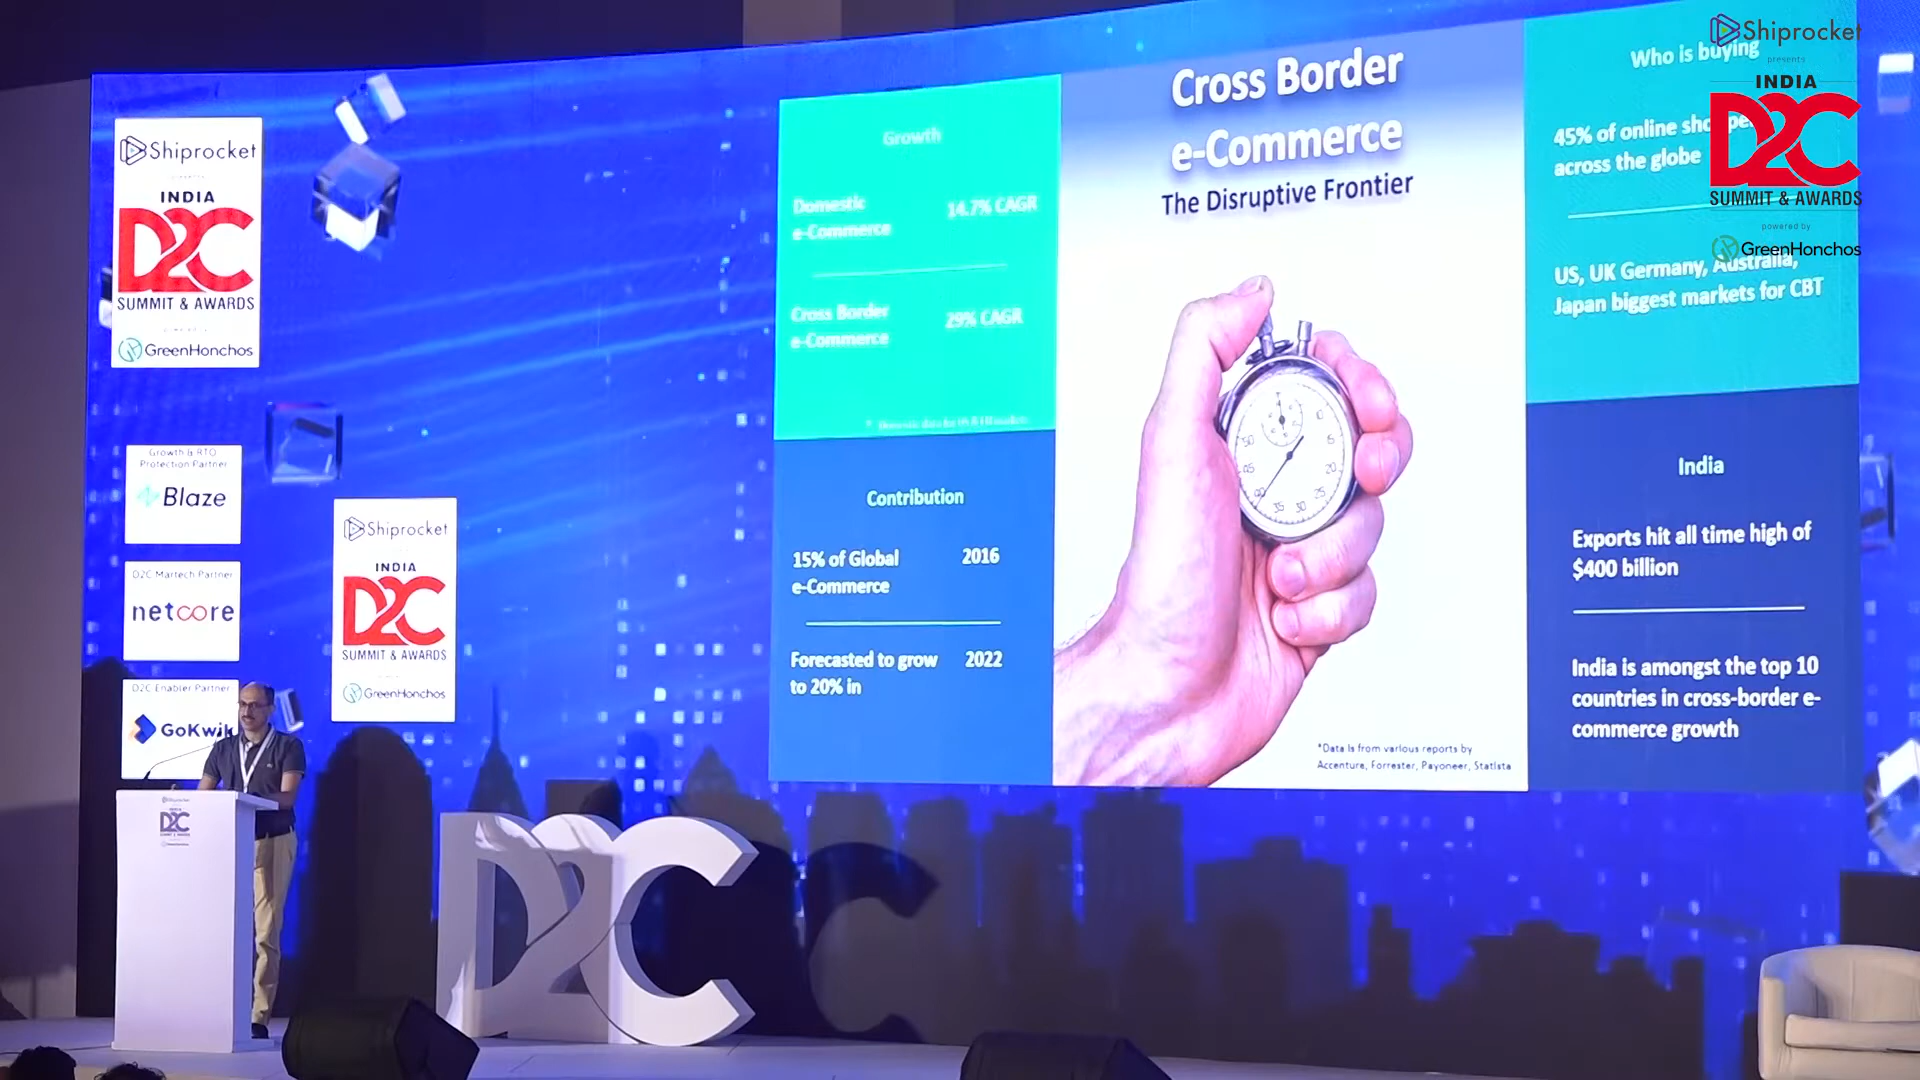 Shiprocket
INDIA
D2C
SUMMIT & AWARDS
GreenHonchos
Growth & RTO
Protection Partner
Blaze
D2C Martech Partner
netcore
D2C Enabler Partner
GoKwik
Shiprocket
INDIA
D2C
SUMMIT & AWARDS
GreenHonchos
Shiprocket
INDIA
D2C
D2C
Growth
Domestic 14.7% CAGR
e-Commerce
Cross Border 29% CAGR
e-Commerce
Contribution
15% of Global 2016
e-Commerce
Forecasted to grow 2022
to 20% in
Cross Border
e-Commerce
The Disruptive Frontier
*Data is from various reports by
Accenture, Forrester, Payoneer, Statista
Who is buying
45% of online shoppers
across the globe
US, UK Germany, Australia,
Japan biggest markets for CBT
India
Exports hit all time high of
$400 billion
India is amongst the top 10
countries in cross-border e-
commerce growth
Shiprocket
presents
INDIA
D2C
SUMMIT & AWARDS
powered by
GreenHonchos